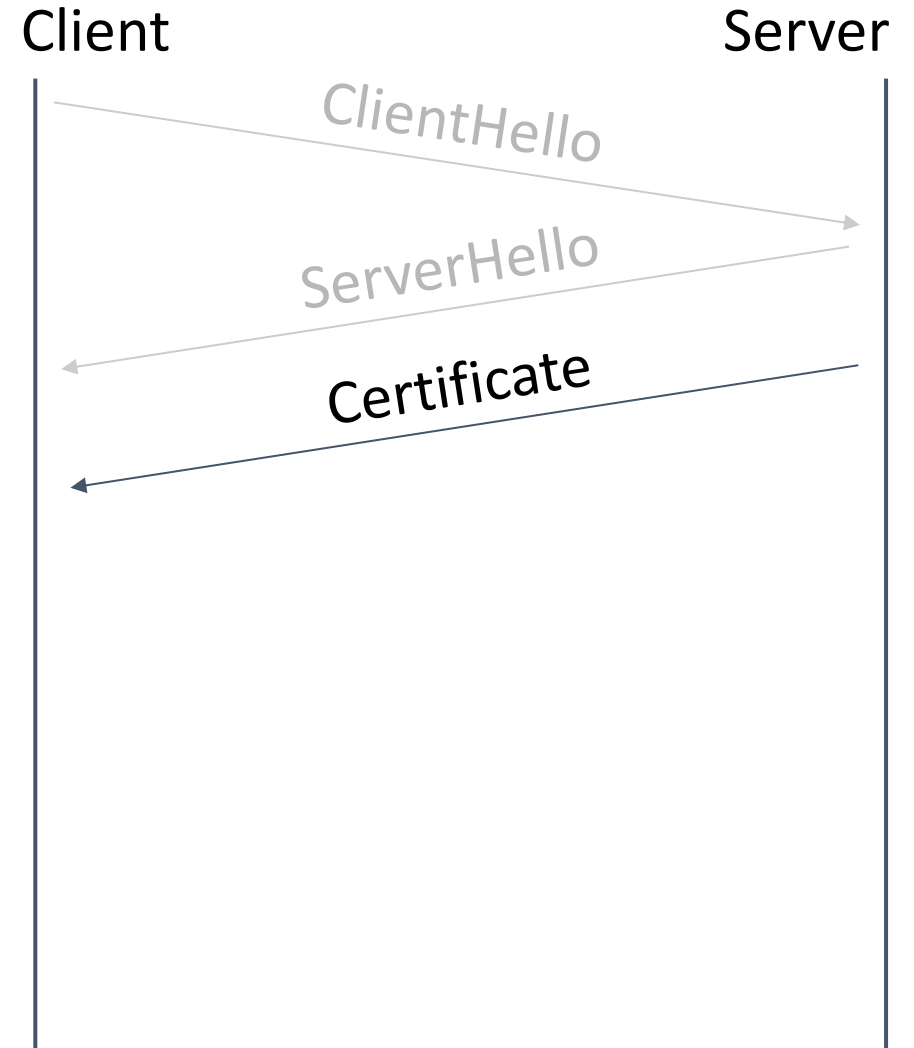 Client
Server
ClientHello
ServerHello
Certificate